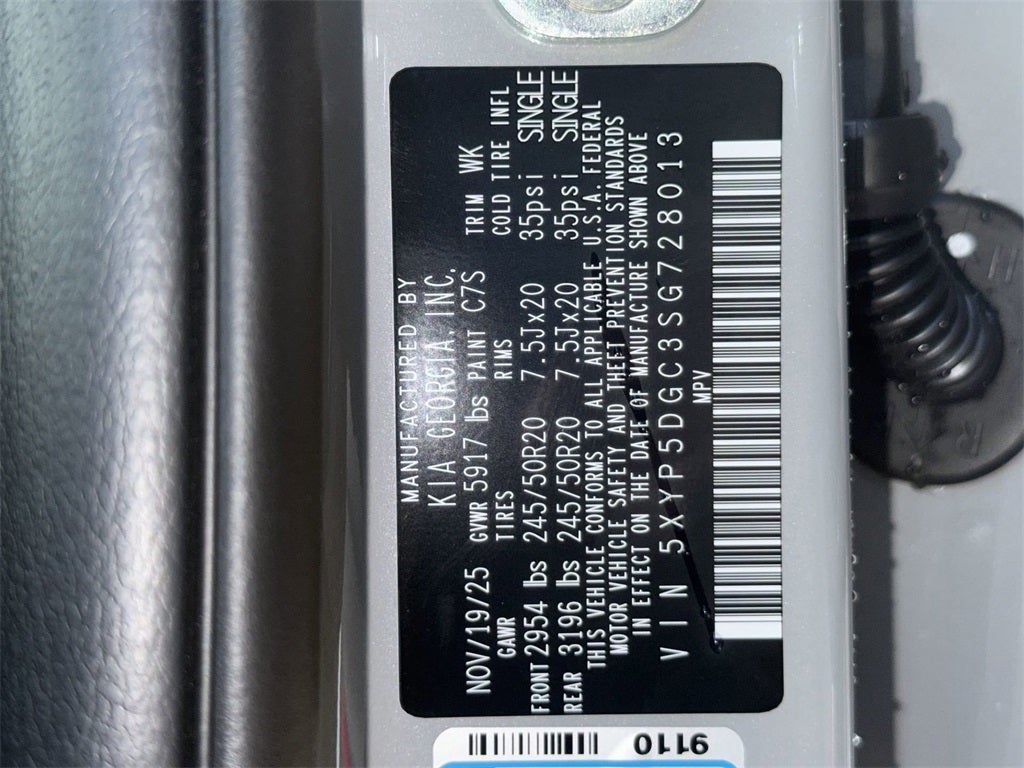 MANUFACTURED BY
KIA GEORGIA, INC.
NOV/19/25 GVWR 5917 lbs PAINT C7S TRIM WK
GAWR TIRES RIMS COLD TIRE INFL
FRONT 2954 lbs 245/50R20 7.5Jx20 35psi SINGLE
REAR 3196 lbs 245/50R20 7.5Jx20 35psi SINGLE
THIS VEHICLE CONFORMS TO ALL APPLICABLE U.S.A. FEDERAL
MOTOR VEHICLE SAFETY AND THEFT PREVENTION STANDARDS
IN EFFECT ON THE DATE OF MANUFACTURE SHOWN ABOVE
VIN 5XYP5DGC3SG728013
MPV
9110